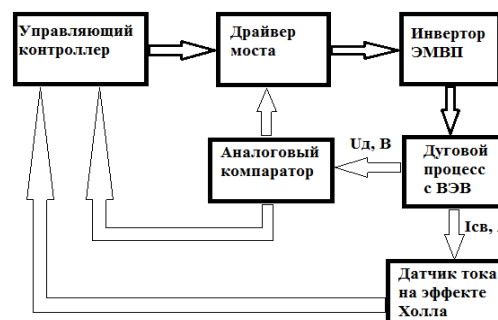 Управляющий
контроллер
Драйвер
моста
Инвертор
ЭМВП
Uд, В
Аналоговый
компаратор
Дуговой
процесс
с ВЭВ
Iсв,
Датчик тока
на эффекте
Холла